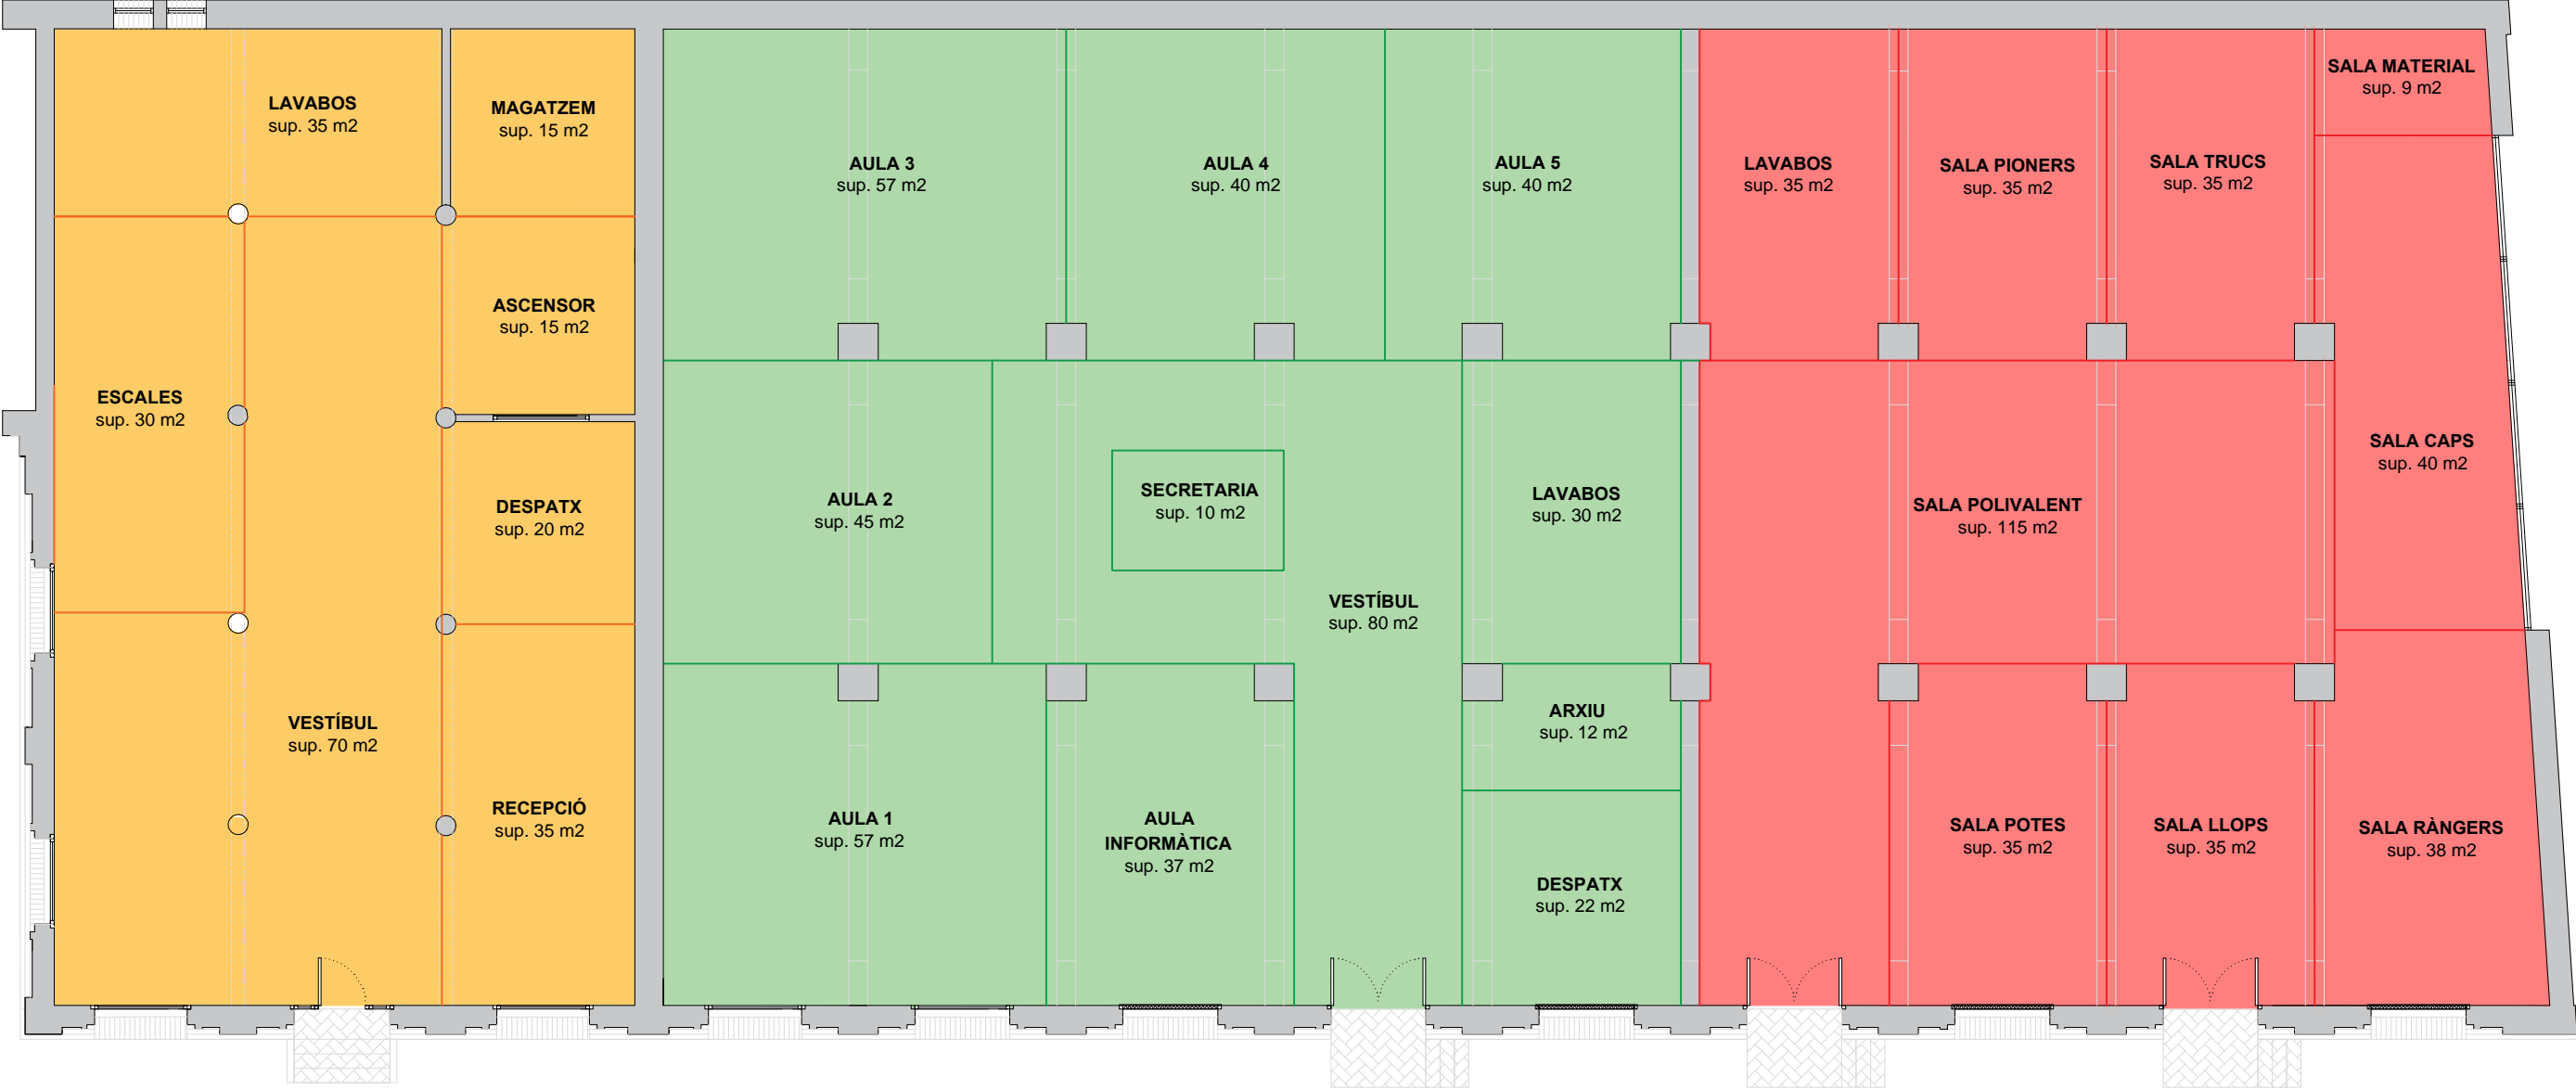 LAVABOS
sup. 35 m2
MAGATZEM
sup. 15 m2
ASCENSOR
sup. 15 m2
ESCALES
sup. 30 m2
DESPATX
sup. 20 m2
VESTÍBUL
sup. 70 m2
RECEPCIÓ
sup. 35 m2
AULA 3
sup. 57 m2
AULA 4
sup. 40 m2
AULA 5
sup. 40 m2
AULA 2
sup. 45 m2
SECRETARIA
sup. 10 m2
LAVABOS
sup. 30 m2
VESTÍBUL
sup. 80 m2
ARXIU
sup. 12 m2
AULA 1
sup. 57 m2
AULA
INFORMÀTICA
sup. 37 m2
DESPATX
sup. 22 m2
LAVABOS
sup. 35 m2
SALA PIONERS
sup. 35 m2
SALA TRUCS
sup. 35 m2
SALA MATERIAL
sup. 9 m2
SALA CAPS
sup. 40 m2
SALA POLIVALENT
sup. 115 m2
SALA POTES
sup. 35 m2
SALA LLOPS
sup. 35 m2
SALA RÀNGERS
sup. 38 m2